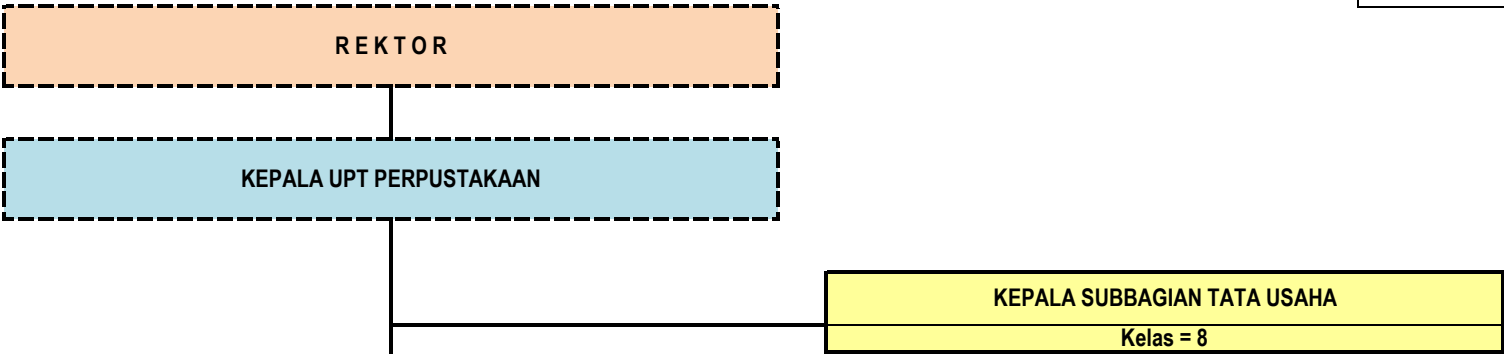 R E K T O R
KEPALA UPT PERPUSTAKAAN
KEPALA SUBBAGIAN TATA USAHA
Kelas = 8